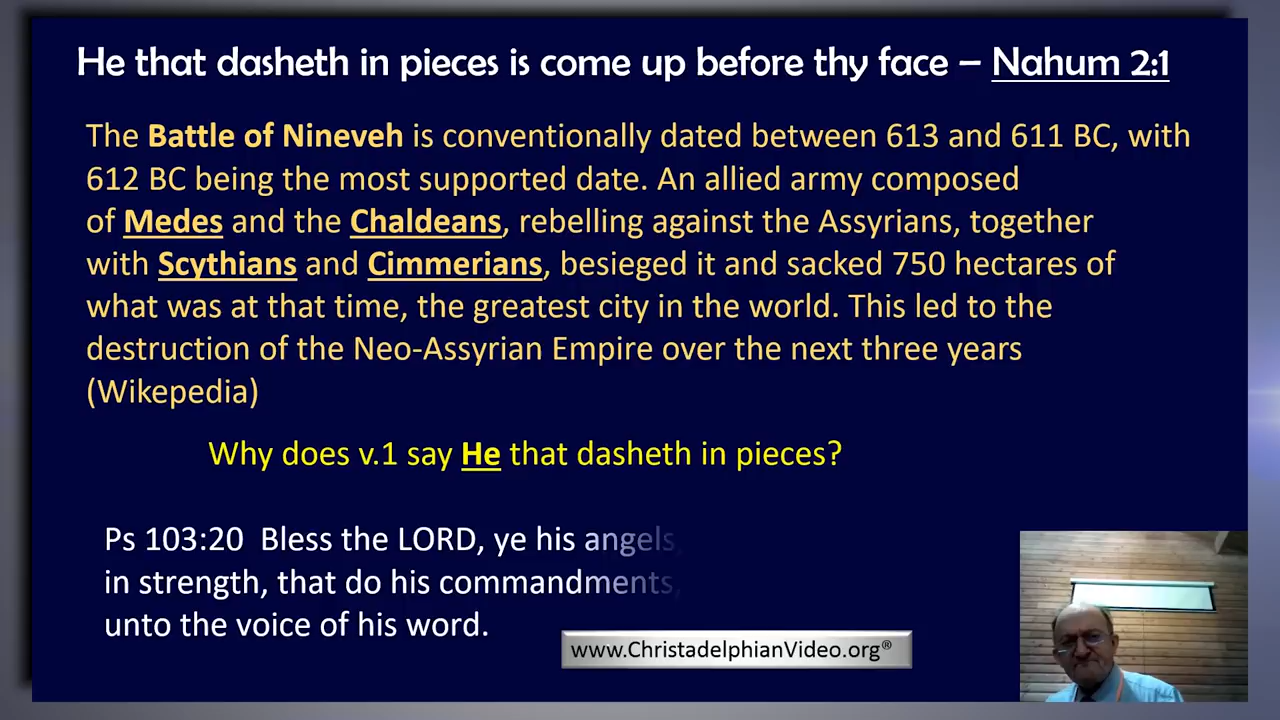 He that dasheth in pieces is come up before thy face – Nahum 2:1
The Battle of Nineveh is conventionally dated between 613 and 611 BC, with
612 BC being the most supported date. An allied army composed
of Medes and the Chaldeans, rebelling against the Assyrians, together
with Scythians and Cimmerians, besieged it and sacked 750 hectares of
what was at that time, the greatest city in the world. This led to the
destruction of the Neo-Assyrian Empire over the next three years
(Wikepedia)
Why does v.1 say He that dasheth in pieces?
Ps 103:20 Bless the LORD, ye his angels,
in strength, that do his commandments,
unto the voice of his word.
www.ChristadelphianVideo.org®